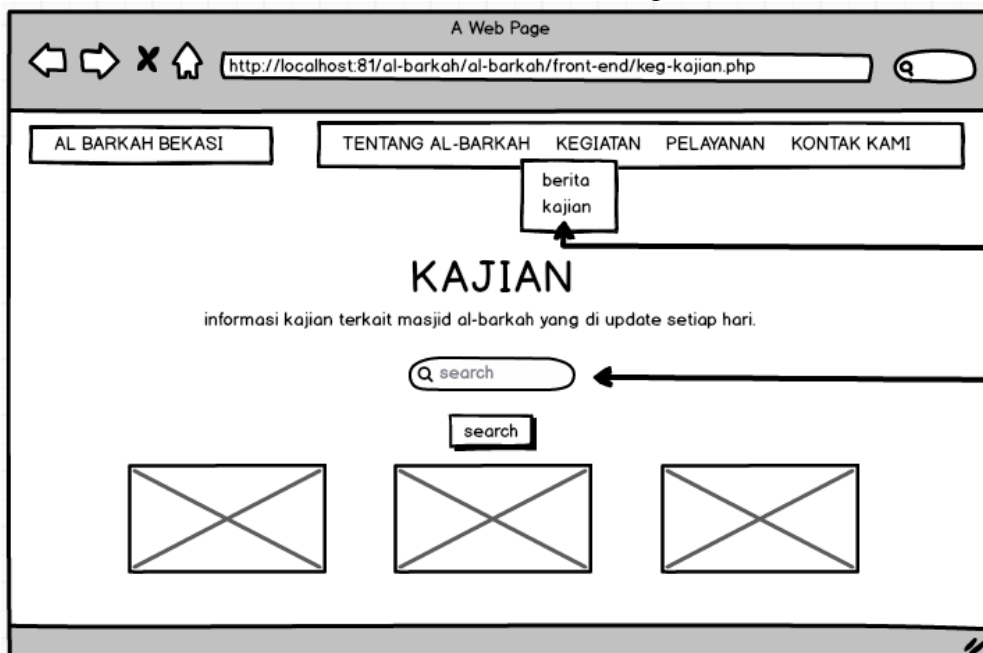 A Web Page
http://localhost:81/al-barkah/al-barkah/front-end/keg-kajian.php
AL BARKAH BEKASI
TENTANG AL-BARKAH KEGIATAN PELAYANAN KONTAK KAMI
berita
kajian
KAJIAN
informasi kajian terkait masjid al-barkah yang di update setiap hari.
search
search